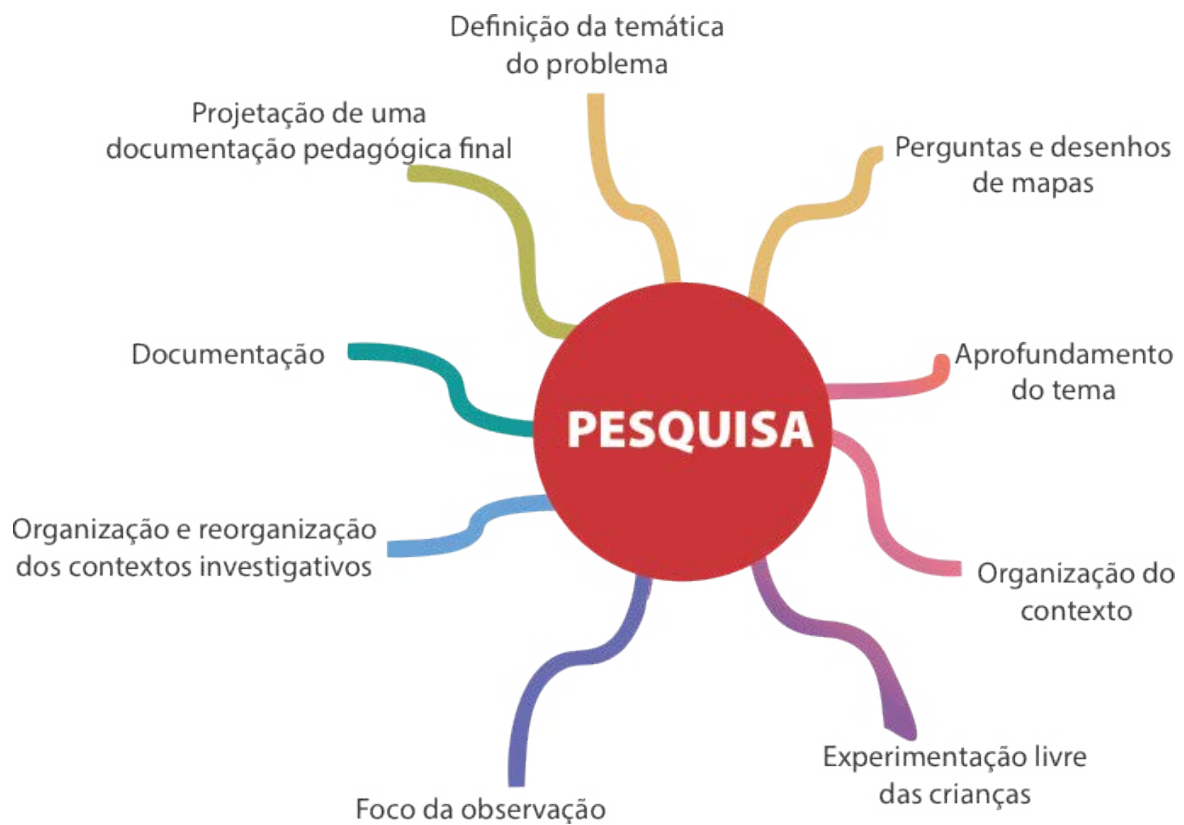 Definição da temática
do problema
Perguntas e desenhos
de mapas
Aprofundamento
do tema
Organização do
contexto
Experimentação livre
das crianças
Foco da observação
Organização e reorganização
dos contextos investigativos
Documentação
Projetação de uma
documentação pedagógica final
PESQUISA